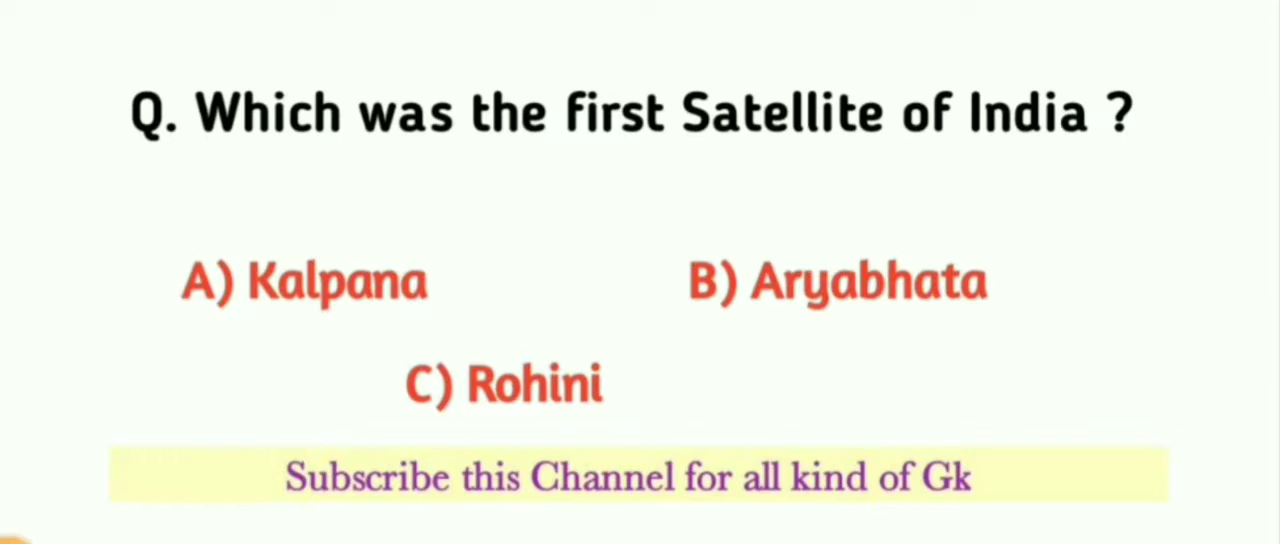 Q. Which was the first Satellite of India ?
A) Kalpana B) Aryabhata
C) Rohini
Subscribe this Channel for all kind of Gk